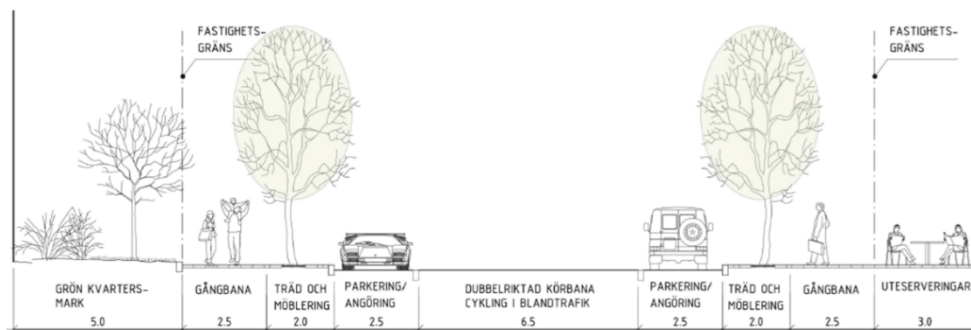 FASTIGHETS-
GRÄNS
FASTIGHETS-
GRÄNS
GRÖN KVARTERS-
MARK
5.0
GÅNGBANA
2.5
TRÄD OCH
MÖBLERING
2.0
PARKERING/
ANGÖRING
2.5
DUBBELRIKTAD KÖRBANA
CYKLING I BLANDTRAFIK
6.5
PARKERING/
ANGÖRING
2.5
TRÄD OCH
MÖBLERING
2.0
GÅNGBANA
2.5
UTESERVERINGAR
3.0